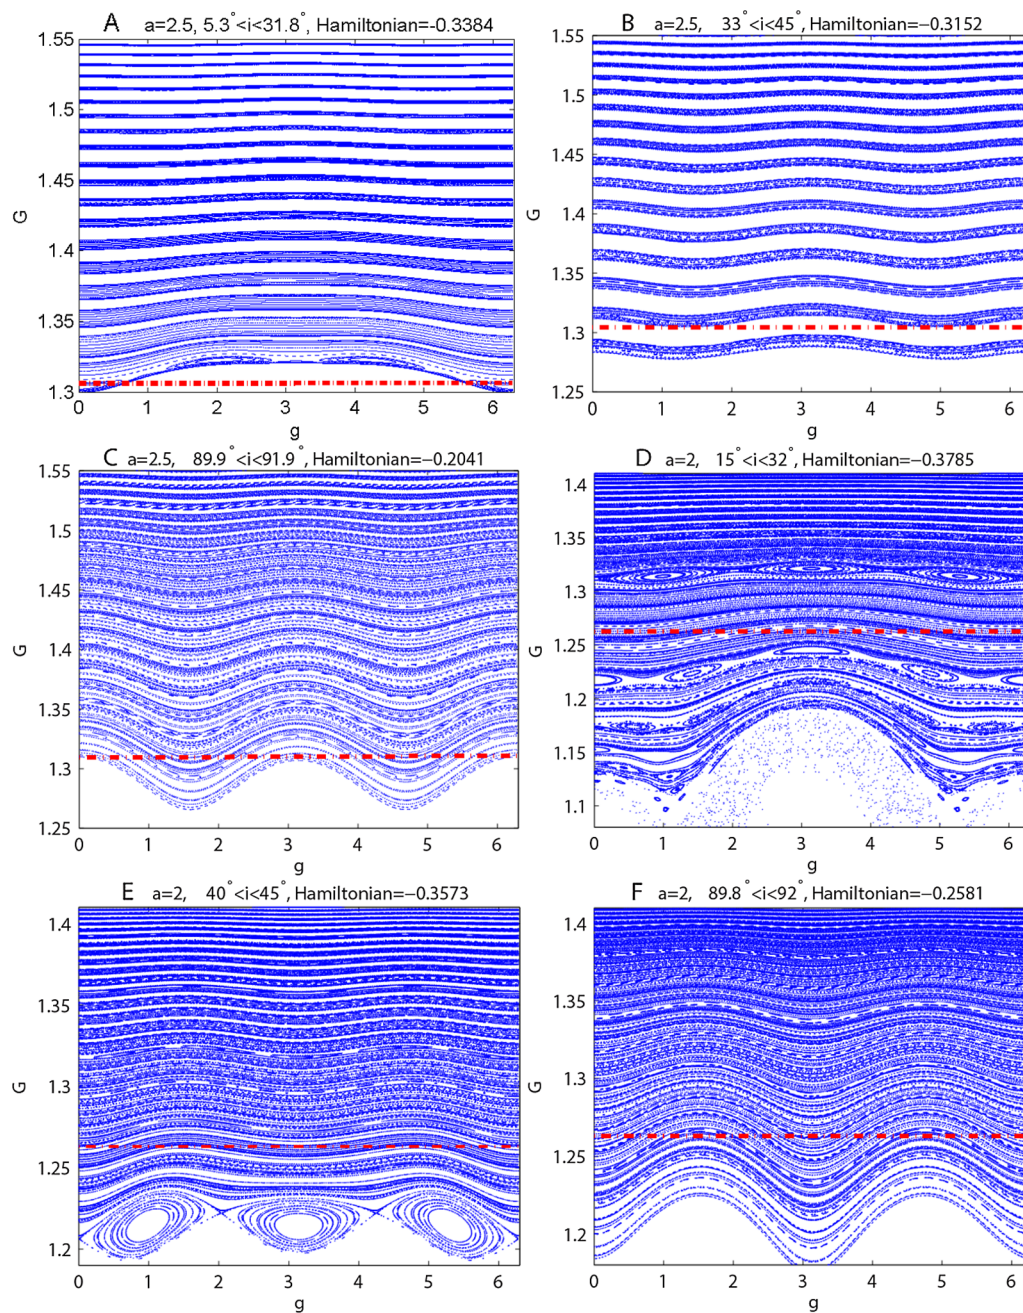 A a=2.5, 5.3°<i<31.8°, Hamiltonian=-0.3384
1.55
1.5
1.45
1.4
1.35
1.3
G
0 1 2 3 4 5 6
g
B a=2.5, 33°<i<45°, Hamiltonian=−0.3152
1.55
1.5
1.45
1.4
1.35
1.3
1.25
G
0 1 2 3 4 5 6
g
C a=2.5, 89.9°<i<91.9°, Hamiltonian=−0.2041
1.55
1.5
1.45
1.4
1.35
1.3
1.25
G
0 1 2 3 4 5 6
g
D a=2, 15°<i<32°, Hamiltonian=−0.3785
1.4
1.35
1.3
1.25
1.2
1.15
1.1
G
0 1 2 3 4 5 6
g
E a=2, 40°<i<45°, Hamiltonian=−0.3573
1.4
1.35
1.3
1.25
1.2
G
0 1 2 3 4 5 6
g
F a=2, 89.8°<i<92°, Hamiltonian=−0.2581
1.4
1.35
1.3
1.25
1.2
G
0 1 2 3 4 5 6
g